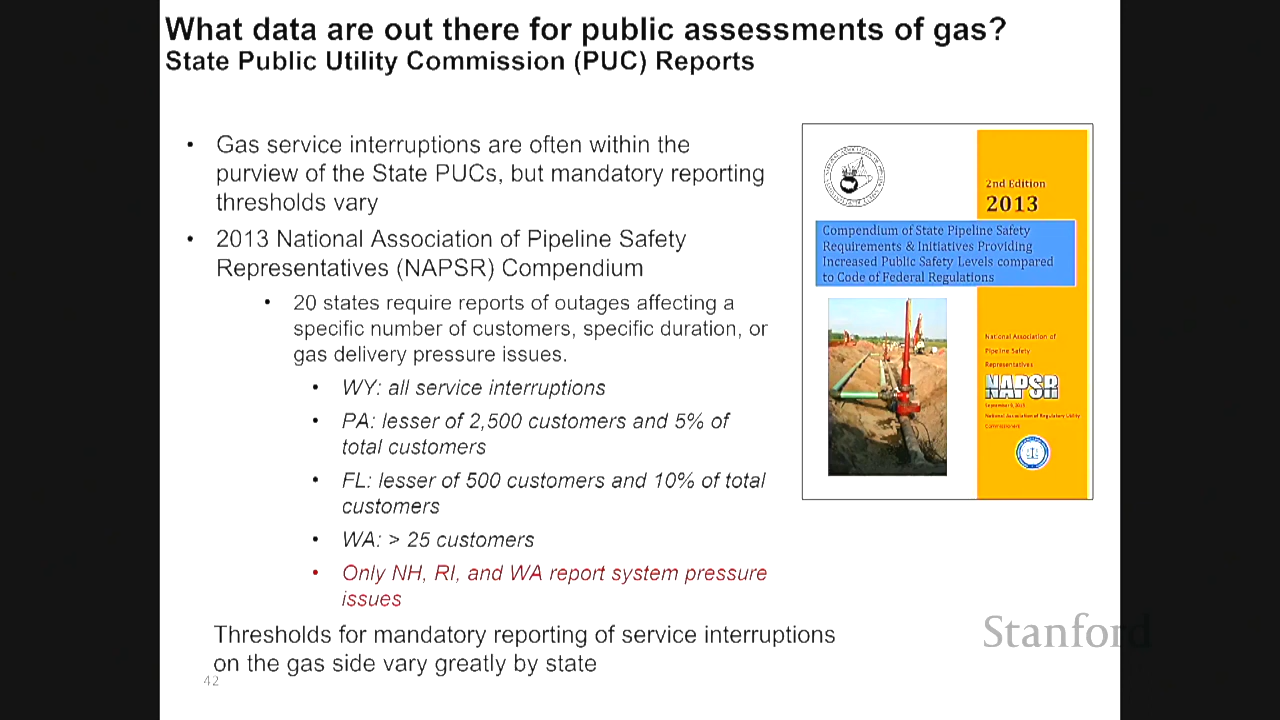 What data are out there for public assessments of gas?
State Public Utility Commission (PUC) Reports
• Gas service interruptions are often within the
purview of the State PUCs, but mandatory reporting
thresholds vary
• 2013 National Association of Pipeline Safety
Representatives (NAPSR) Compendium
• 20 states require reports of outages affecting a
specific number of customers, specific duration, or
gas delivery pressure issues.
• WY: all service interruptions
• PA: lesser of 2,500 customers and 5% of
total customers
• FL: lesser of 500 customers and 10% of total
customers
• WA: > 25 customers
• Only NH, RI, and WA report system pressure
issues
Thresholds for mandatory reporting of service interruptions
on the gas side vary greatly by state
42
2nd Edition
2013
Compendium of State Pipeline Safety
Requirements & Initiatives Providing
Increased Public Safety Levels compared
to Code of Federal Regulations
National Association of
Pipeline Safety
Representatives
NAPSR
National Association of Regulatory Utility
Commissioners
Stanford